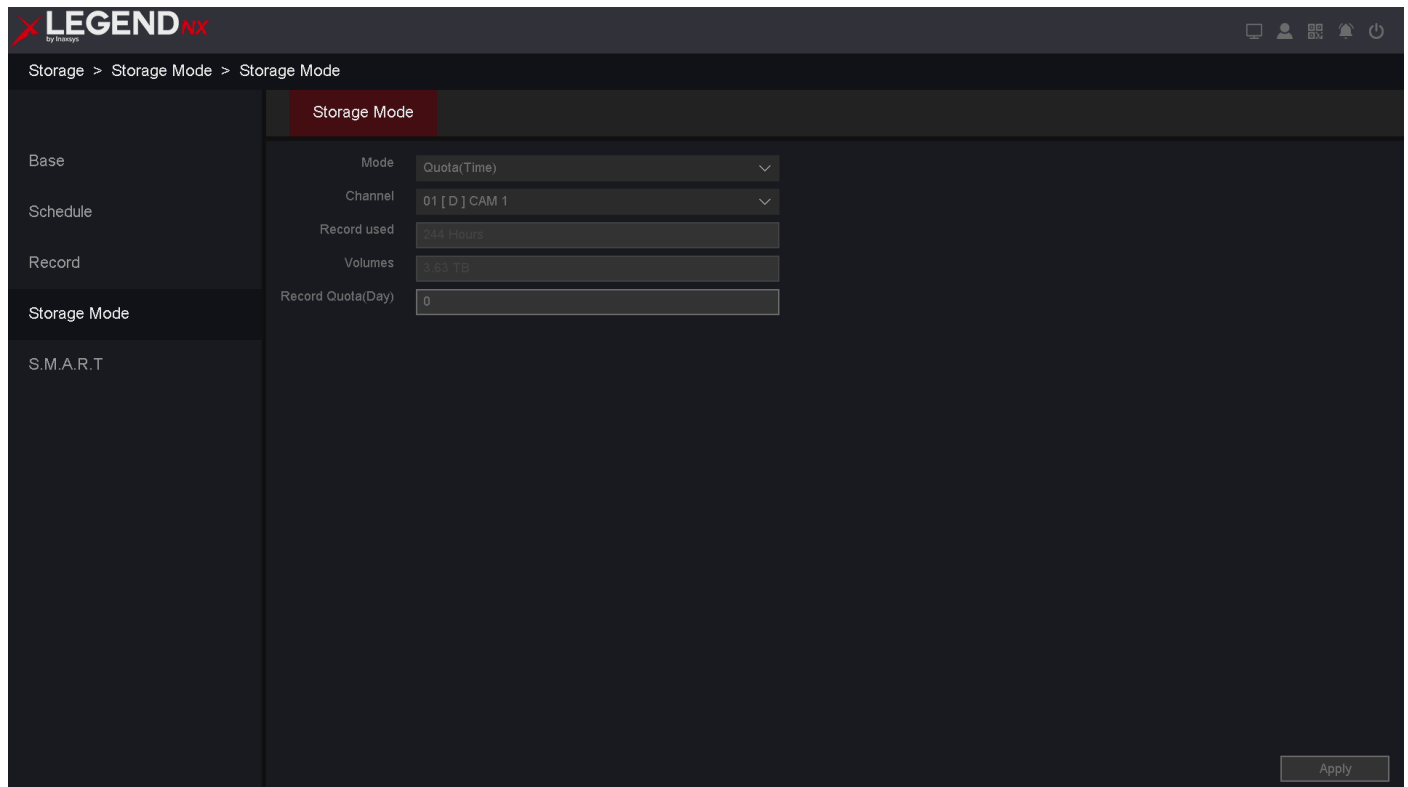 LEGEND NX
by Inaxsys
Storage > Storage Mode > Storage Mode
Storage Mode
Base
Schedule
Record
Storage Mode
S.M.A.R.T
Mode Quota(Time)
Channel 01 [ D ] CAM 1
Record used 244 Hours
Volumes 3.63 TB
Record Quota(Day) 0
Apply